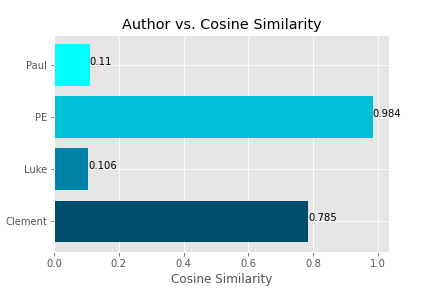 Author vs. Cosine Similarity
Paul 0.11
PE 0.984
Luke 0.106
Clement 0.785
0.0 0.2 0.4 0.6 0.8 1.0
Cosine Similarity